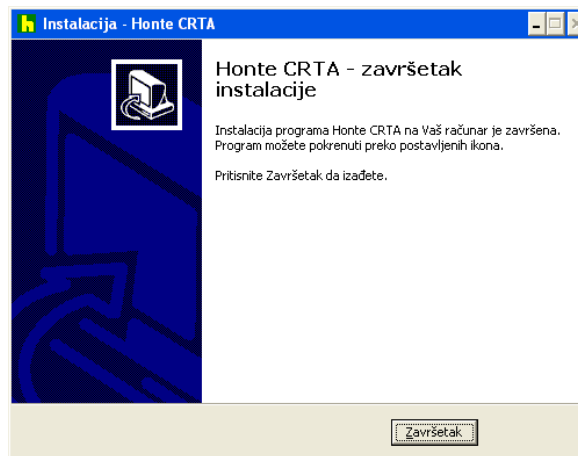 Instalacija - Honte CRTA
Honte CRTA - završetak
instalacije
Instalacija programa Honte CRTA na Vaš računar je završena.
Program možete pokrenuti preko postavljenih ikona.
Pritisnite Završetak da izađete.
Završetak